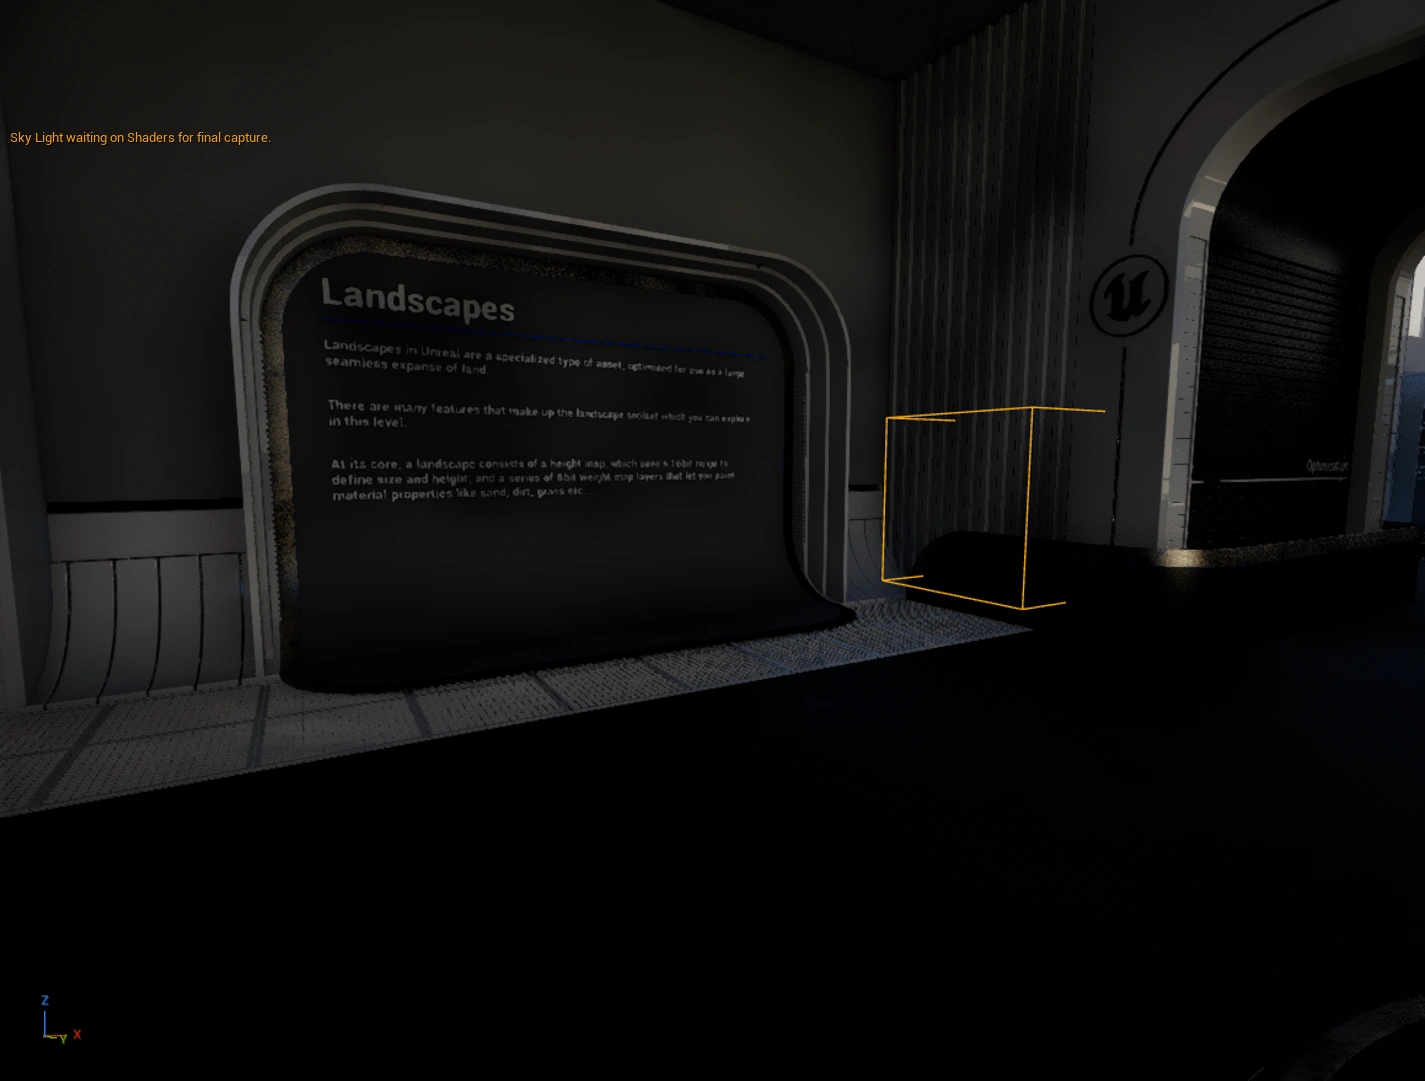 Sky Light waiting on Shaders for final capture.
Landscapes
Landscapes in Unreal are a specialized type of asset, optimized for use as a large
seamless expanse of land.
There are many features that make up the landscape toolset which you can explore
in this level.
At its core, a landscape consists of a height map, which uses a 16bit range to
define size and height, and a series of 8bit weight map layers that let you paint
material properties like sand, dirt, grass etc...
Z
Y X